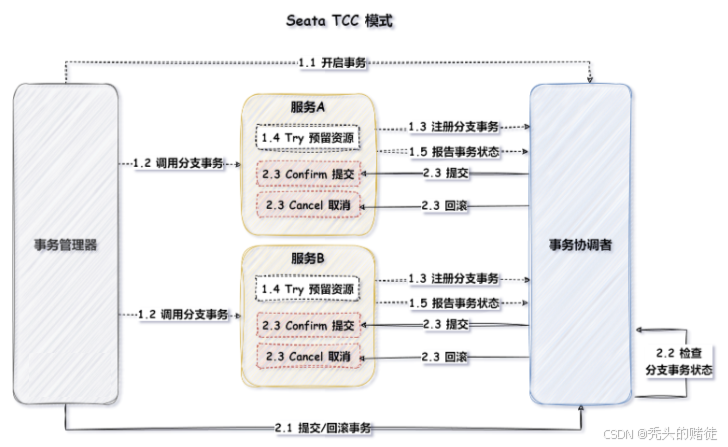 Seata TCC 模式
1.1 开启事务
服务A
1.4 Try 预留资源
1.3 注册分支事务
1.5 报告事务状态
1.2 调用分支事务
2.3 Confirm 提交
2.3 提交
2.3 Cancel 取消
2.3 回滚
事务管理器
事务协调者
服务B
1.4 Try 预留资源
1.3 注册分支事务
1.5 报告事务状态
1.2 调用分支事务
2.3 Confirm 提交
2.3 提交
2.3 Cancel 取消
2.3 回滚
2.2 检查
分支事务状态
2.1 提交/回滚事务
CSDN @秃头的赌徒